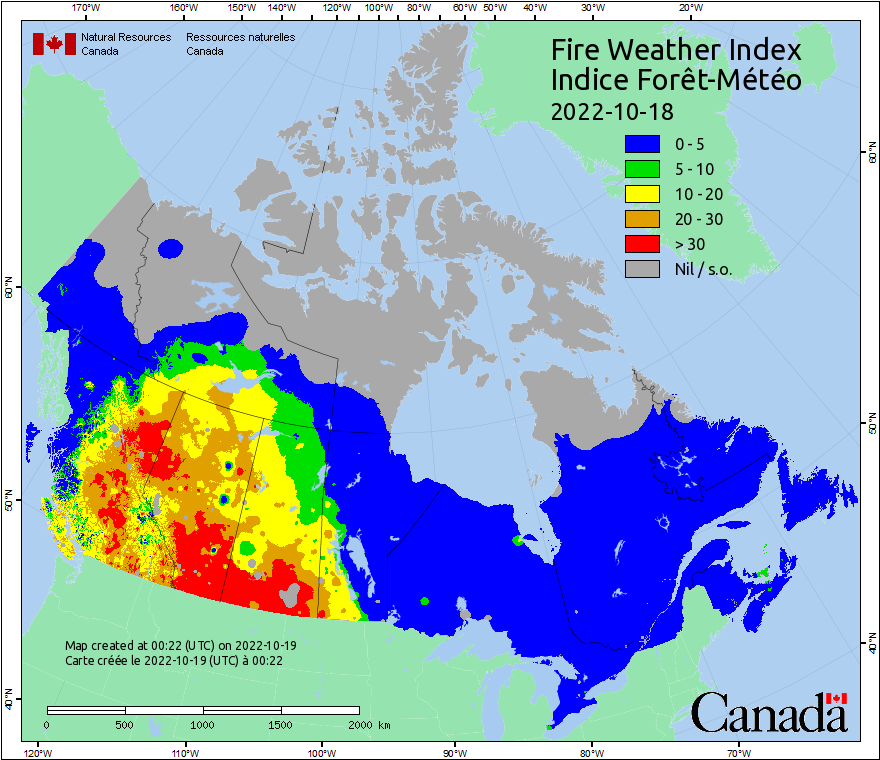 170°W 160°W 150°W 140°W 130°W 120°W 110°W 100°W 90°W 80°W 70°W 60°W 50°W 40°W 30°W 20°W
Natural Resources Ressources naturelles
Canada Canada
Fire Weather Index
Indice Forêt-Météo
2022-10-18
0 - 5
5 - 10
10 - 20
20 - 30
> 30
Nil / s.o.
60°N
60°N
50°N
50°N
40°N
40°N
Map created at 00:22 (UTC) on 2022-10-19
Carte créée le 2022-10-19 (UTC) à 00:22
0 500 1000 1500 2000 km
Canada
120°W 110°W 100°W 90°W 80°W 70°W